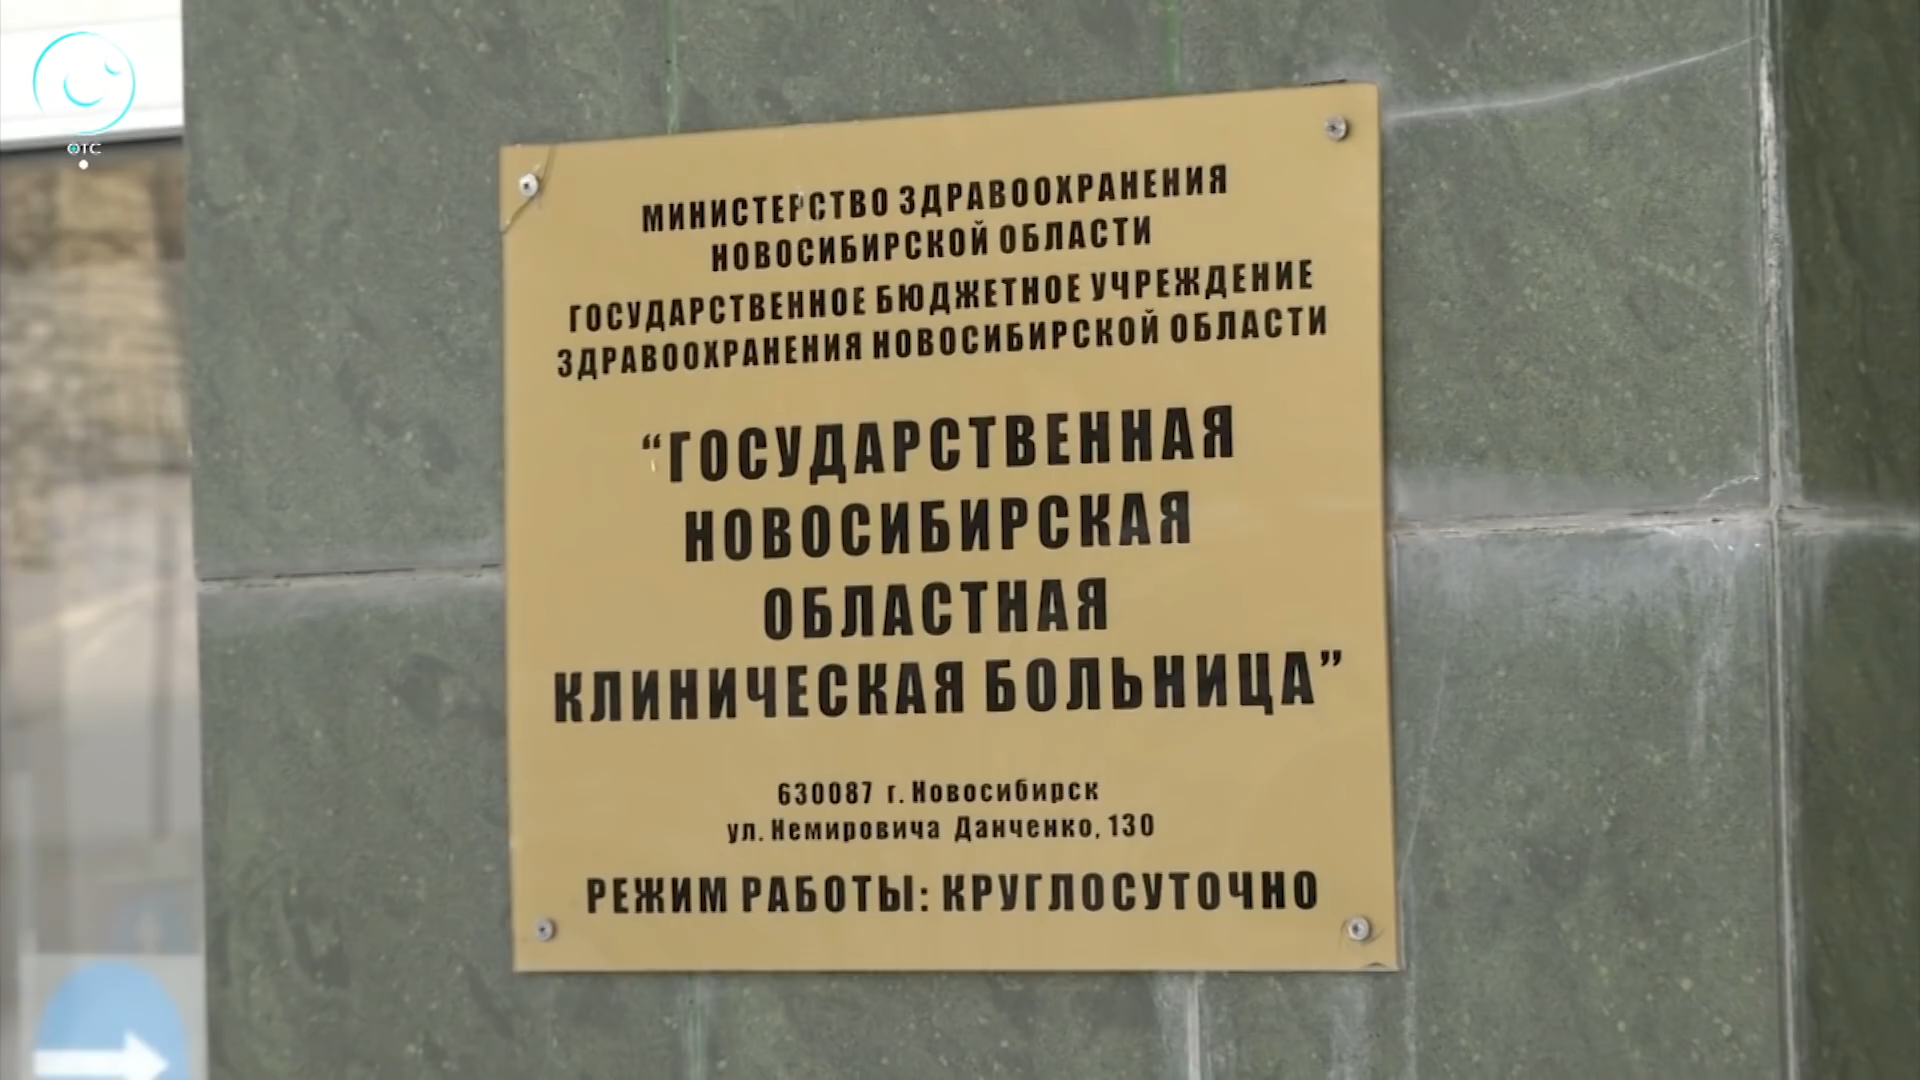 ОТС
МИНИСТЕРСТВО ЗДРАВООХРАНЕНИЯ
НОВОСИБИРСКОЙ ОБЛАСТИ
ГОСУДАРСТВЕННОЕ БЮДЖЕТНОЕ УЧРЕЖДЕНИЕ
ЗДРАВООХРАНЕНИЯ НОВОСИБИРСКОЙ ОБЛАСТИ
“ГОСУДАРСТВЕННАЯ
НОВОСИБИРСКАЯ
ОБЛАСТНАЯ
КЛИНИЧЕСКАЯ БОЛЬНИЦА”
630087 г. Новосибирск
ул. Немировича Данченко, 130
РЕЖИМ РАБОТЫ: КРУГЛОСУТОЧНО